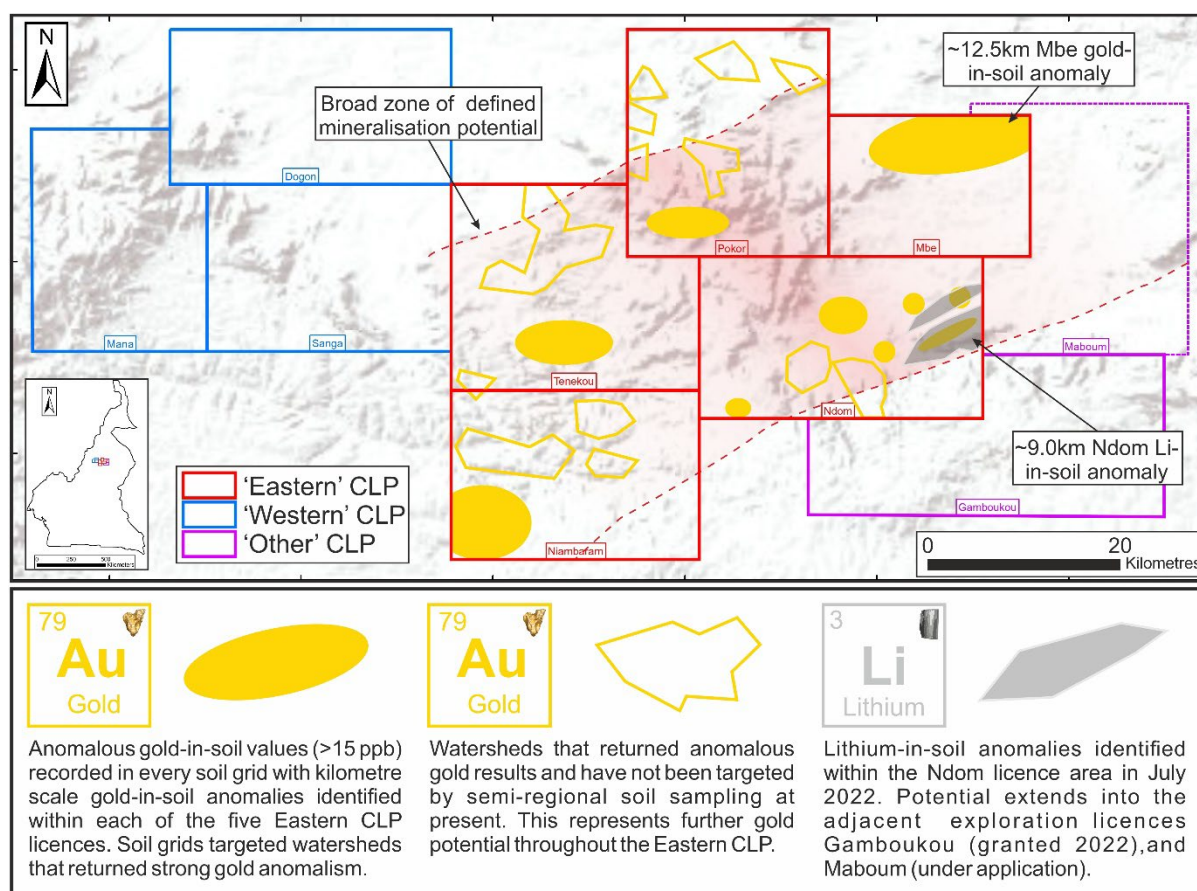 N
~12.5km Mbe gold-
in-soil anomaly
Broad zone of defined
mineralisation potential
Dogon
Pokor
Mbe
Mana
Sanga
Tenekou
Maboum
Ndom
N
~9.0km Ndom Li-
in-soil anomaly
'Eastern' CLP
'Western' CLP
'Other' CLP
Gamboukou
Niambaram
0 250 500
Kilometers
0 20
Kilometres
79
Au
Gold
79
Au
Gold
3
Li
Lithium
Anomalous gold-in-soil values (>15 ppb)
recorded in every soil grid with kilometre
scale gold-in-soil anomalies identified
within each of the five Eastern CLP
licences. Soil grids targeted watersheds
that returned strong gold anomalism.
Watersheds that returned anomalous
gold results and have not been targeted
by semi-regional soil sampling at
present. This represents further gold
potential throughout the Eastern CLP.
Lithium-in-soil anomalies identified
within the Ndom licence area in July
2022. Potential extends into the
adjacent exploration licences
Gamboukou (granted 2022),and
Maboum (under application).